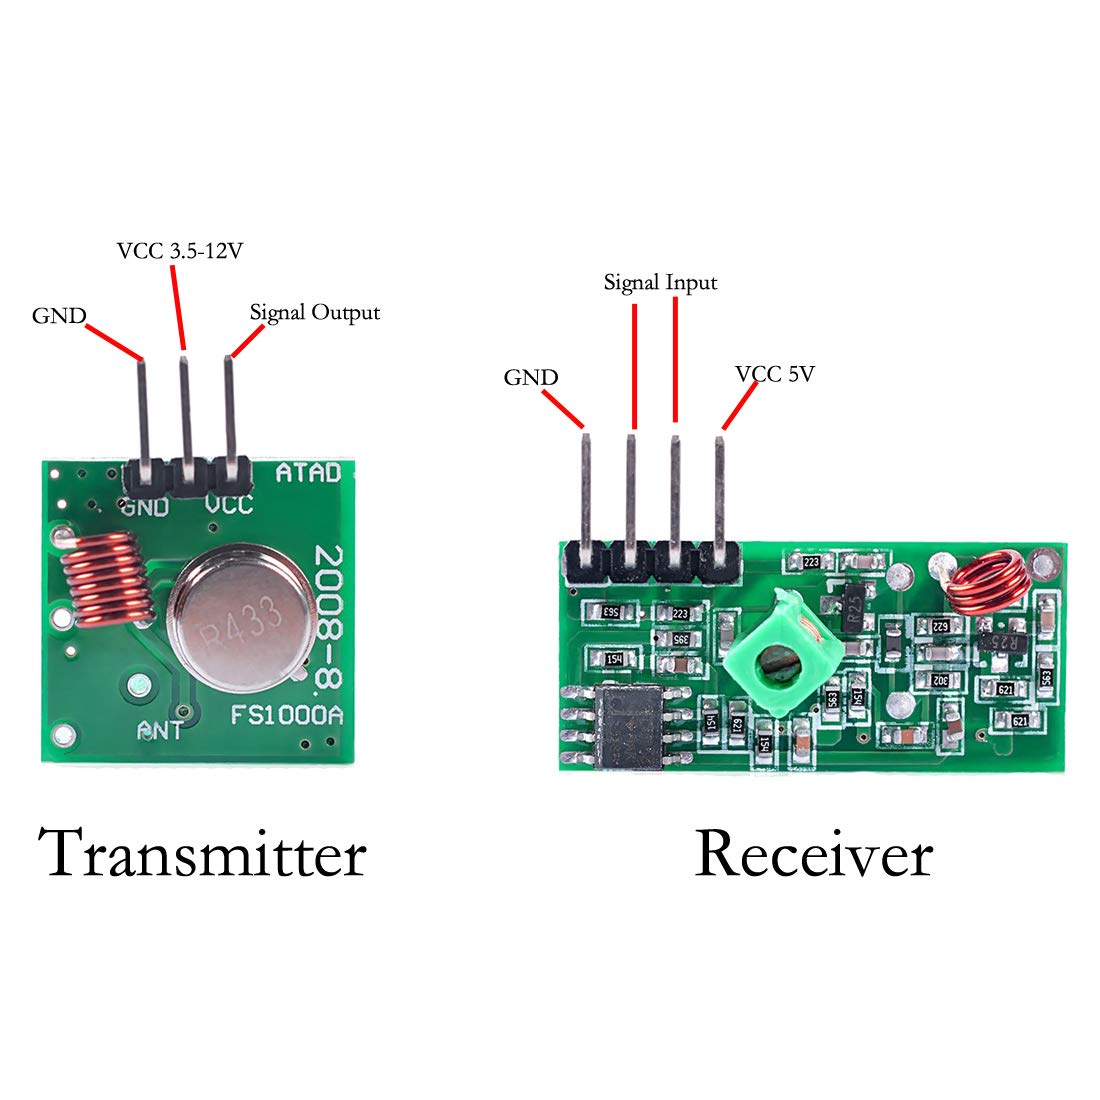 VCC 3.5-12V
GND
Signal Output
Signal Input
GND
VCC 5V
ATAD
GND VCC
2008-8.
R433
ANT
FS1000A
223
563
223
R25
395
622
R25
154
302
563
621
563
154
154
621
621
154
Transmitter
Receiver